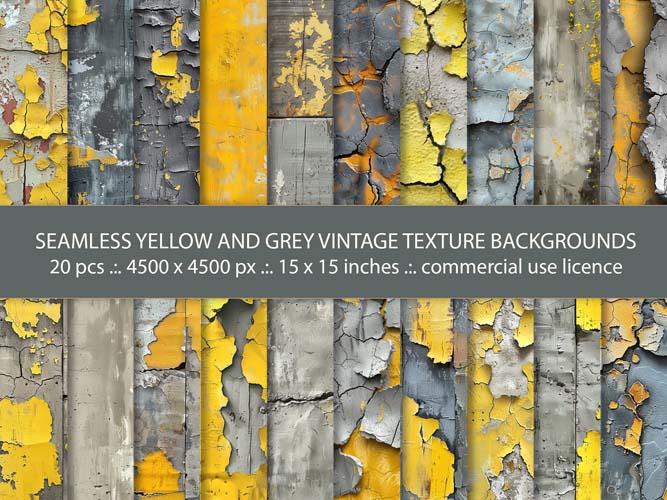 SEAMLESS YELLOW AND GREY VINTAGE TEXTURE BACKGROUNDS
20 pcs .:. 4500 x 4500 px .:. 15 x 15 inches .:. commercial use licence